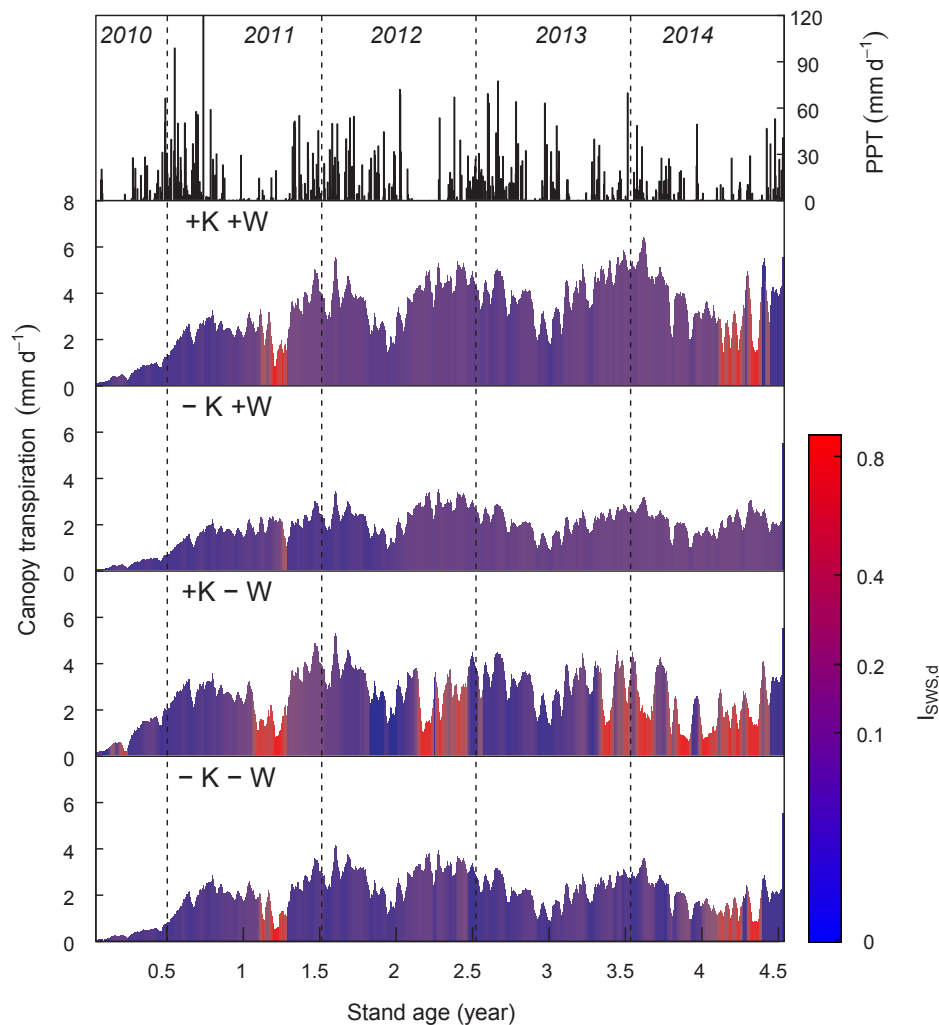 2010 2011 2012 2013 2014
120
90
60
30
0
PPT (mm d⁻¹)
+K +W
8
6
4
2
0
− K +W
6
4
2
0
+K − W
6
4
2
0
− K − W
6
4
2
0
Canopy transpiration (mm d⁻¹)
0.5 1 1.5 2 2.5 3 3.5 4 4.5
Stand age (year)
0.8
0.4
0.2
0.1
0
I_SWS,d